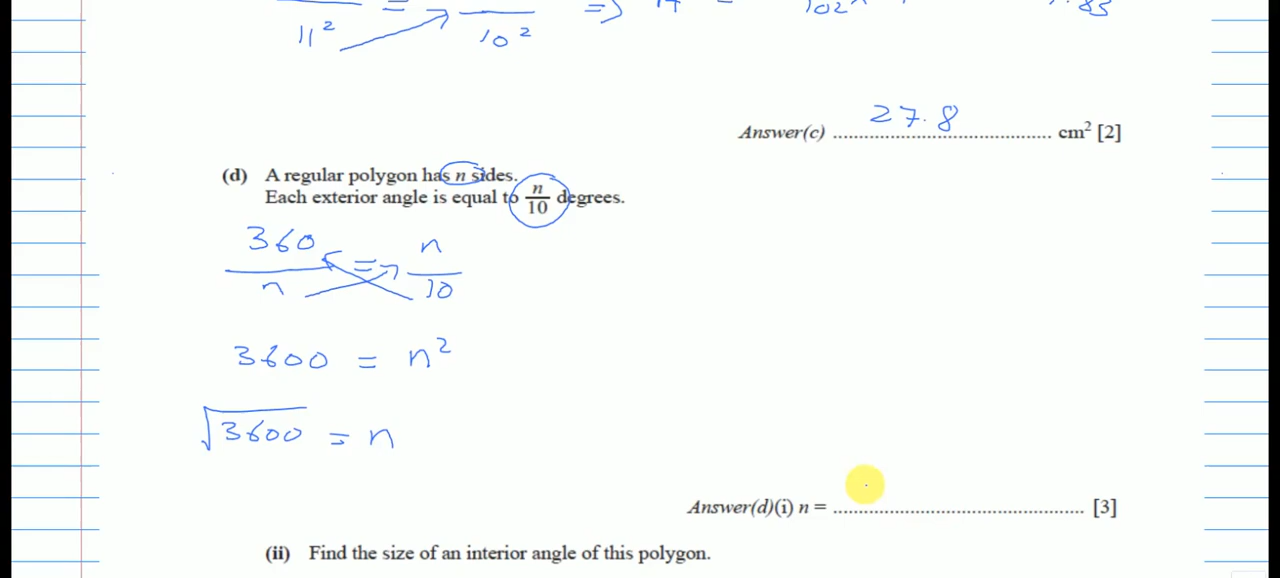 11² = 10² =>
27.8
Answer(c) ................................................ cm² [2]
(d) A regular polygon has n sides.
Each exterior angle is equal to n/10 degrees.
360/n = n/10
3600 = n²
√3600 = n
Answer(d)(i) n = ................................................ [3]
(ii) Find the size of an interior angle of this polygon.